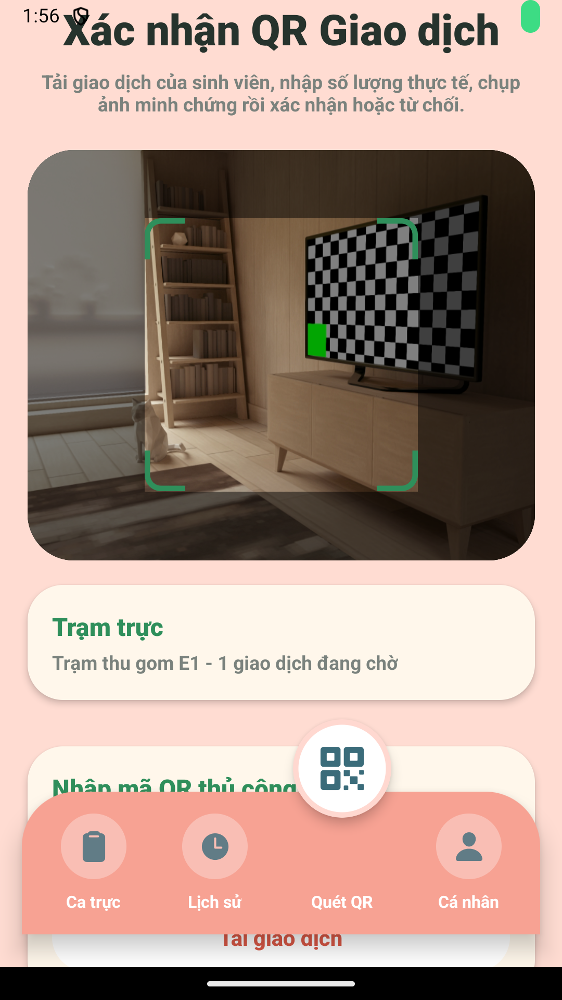 1:56
Xác nhận QR Giao dịch
Tải giao dịch của sinh viên, nhập số lượng thực tế, chụp
ảnh minh chứng rồi xác nhận hoặc từ chối.
Trạm trực
Trạm thu gom E1 - 1 giao dịch đang chờ
Nhập mã QR thủ công
Ca trực
Lịch sử
Quét QR
Cá nhân
Tải giao dịch